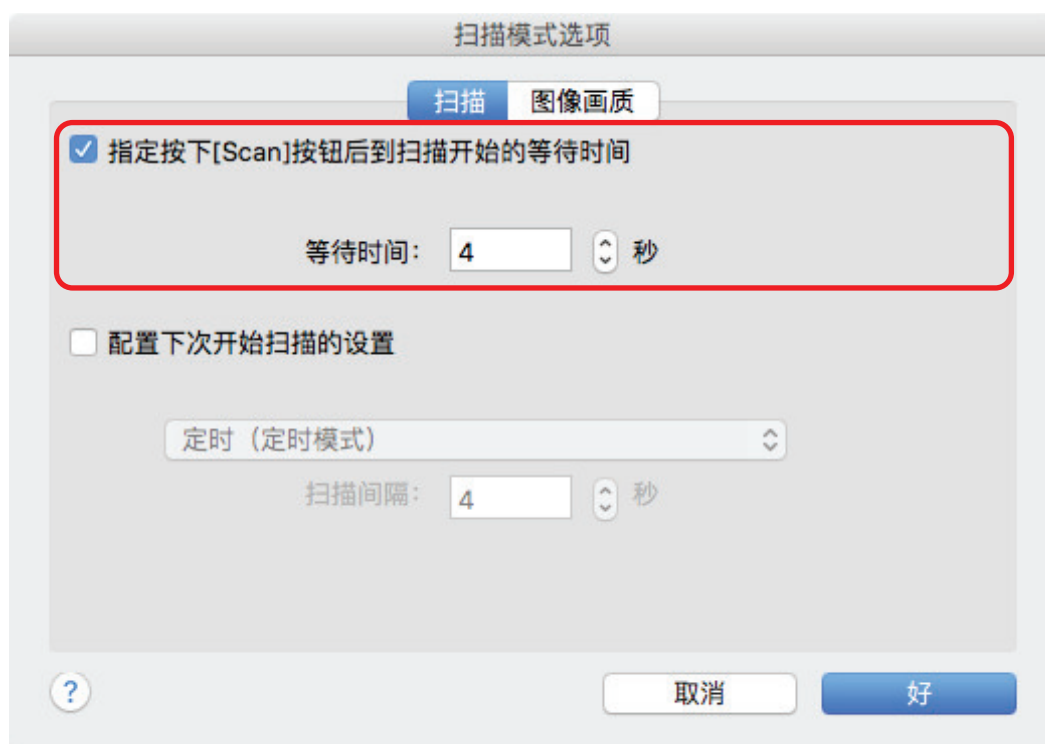 扫描模式选项
扫描 图像画质
指定按下[Scan]按钮后到扫描开始的等待时间
等待时间: 4 秒
配置下次开始扫描的设置
定时（定时模式）
扫描间隔: 4 秒
? 取消 好